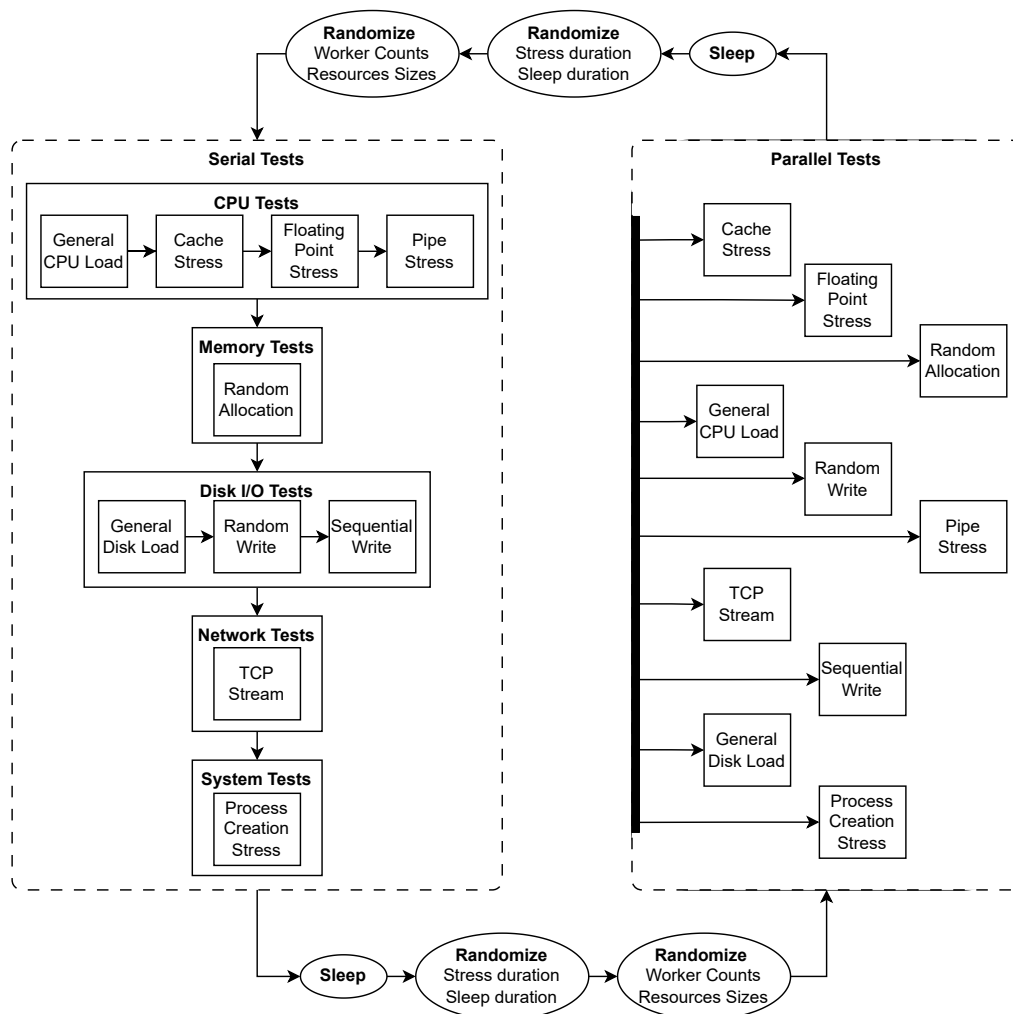 Randomize
Worker Counts
Resources Sizes
Randomize
Stress duration
Sleep duration
Sleep
Serial Tests
CPU Tests
General
CPU Load
Cache
Stress
Floating
Point
Stress
Pipe
Stress
Memory Tests
Random
Allocation
Disk I/O Tests
General
Disk Load
Random
Write
Sequential
Write
Network Tests
TCP
Stream
System Tests
Process
Creation
Stress
Parallel Tests
Cache
Stress
Floating
Point
Stress
Random
Allocation
General
CPU Load
Random
Write
Pipe
Stress
TCP
Stream
Sequential
Write
General
Disk Load
Process
Creation
Stress
Sleep
Randomize
Stress duration
Sleep duration
Randomize
Worker Counts
Resources Sizes